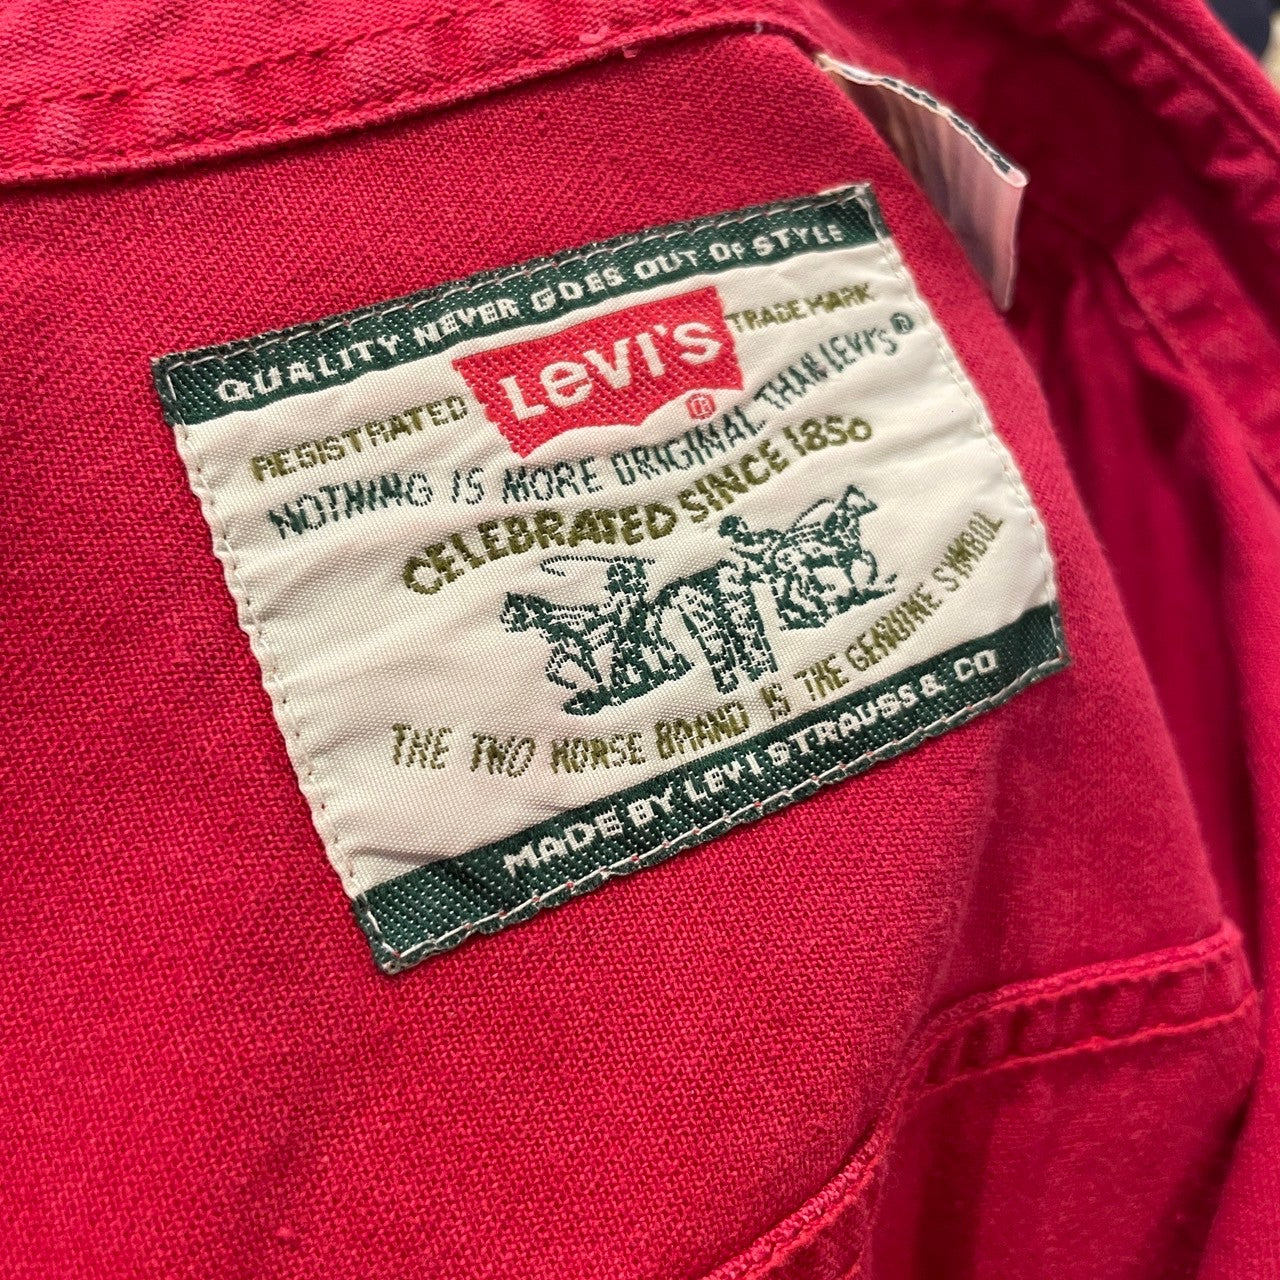 QUALITY NEVER GOES OUT OF STYLE
REGISTRATED LEVI'S ® TRADE MARK
NOTHING IS MORE ORIGINAL THAN LEVI'S ®
CELEBRATED SINCE 1850
THE TWO HORSE BRAND IS THE GENUINE SYMBOL
MADE BY LEVI STRAUSS & CO